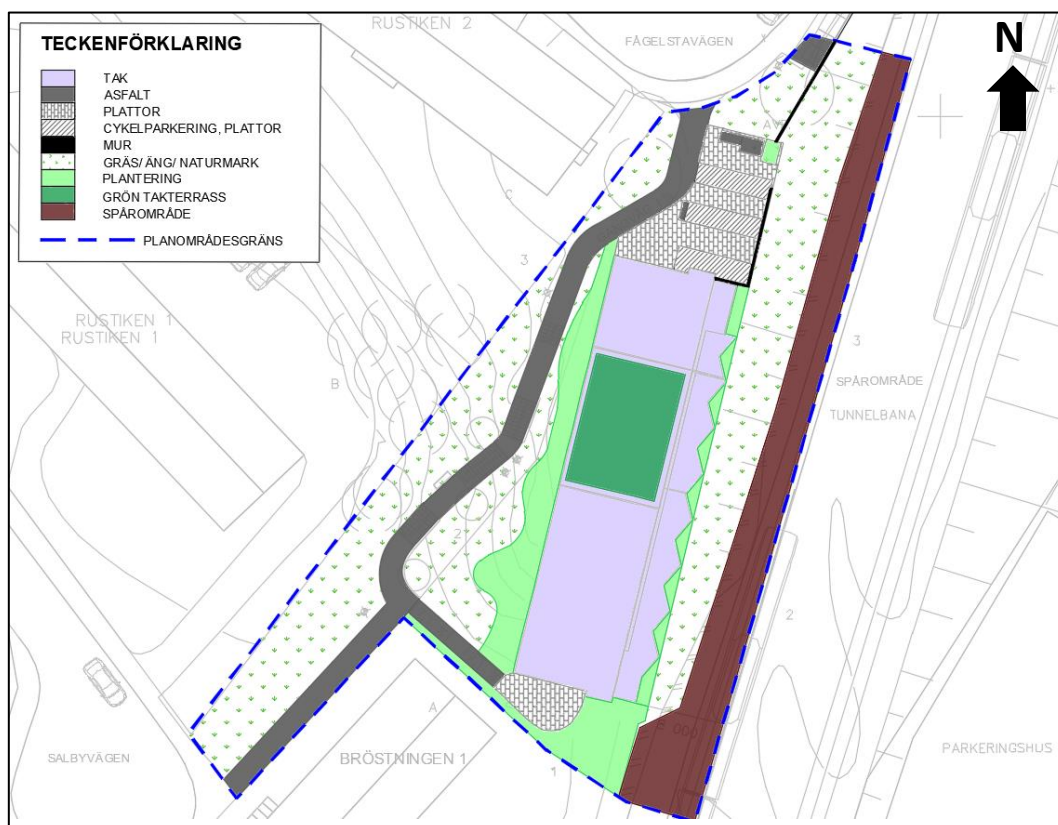 TECKENFÖRKLARING
TAK
ASFALT
PLATTOR
CYKELPARKERING, PLATTOR
MUR
GRÄS/ ÄNG/ NATURMARK
PLANTERING
GRÖN TAKTERRASS
SPÅROMRÅDE
PLANOMRÅDESGRÄNS
RUSTIKEN 2
FÅGELSTAVÄGEN
N
A
C
3
RUSTIKEN 1
RUSTIKEN 1
B
3
SPÅROMRÅDE
TUNNELBANA
2
2
A
1
SALBYVÄGEN
BRÖSTNINGEN 1
PARKERINGSHUS